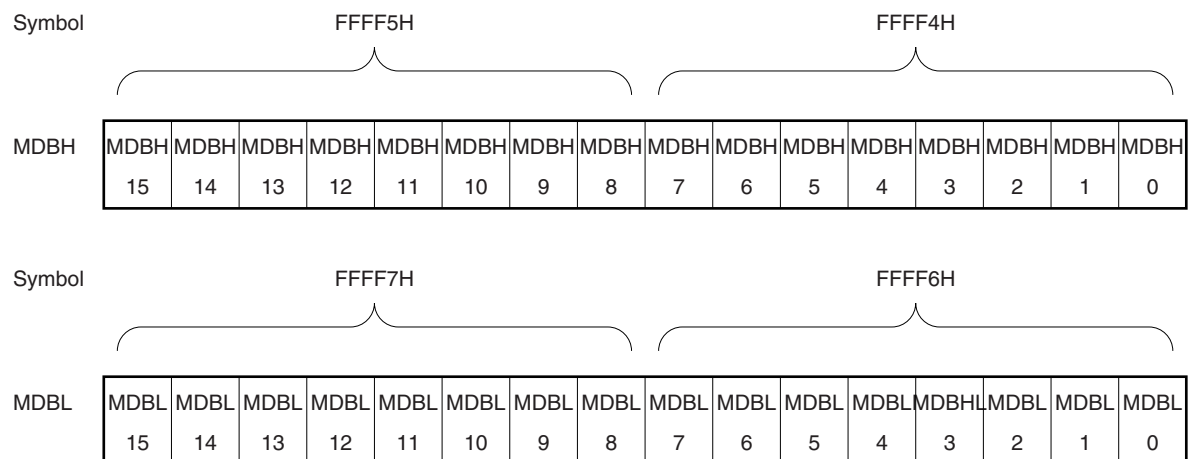 Symbol FFFF5H FFFF4H
MDBH MDBH MDBH MDBH MDBH MDBH MDBH MDBH MDBH MDBH MDBH MDBH MDBH MDBH MDBH MDBH MDBH
15 14 13 12 11 10 9 8 7 6 5 4 3 2 1 0
Symbol FFFF7H FFFF6H
MDBL MDBL MDBL MDBL MDBL MDBL MDBL MDBL MDBL MDBL MDBL MDBL MDBL MDBHL MDBL MDBL MDBL
15 14 13 12 11 10 9 8 7 6 5 4 3 2 1 0